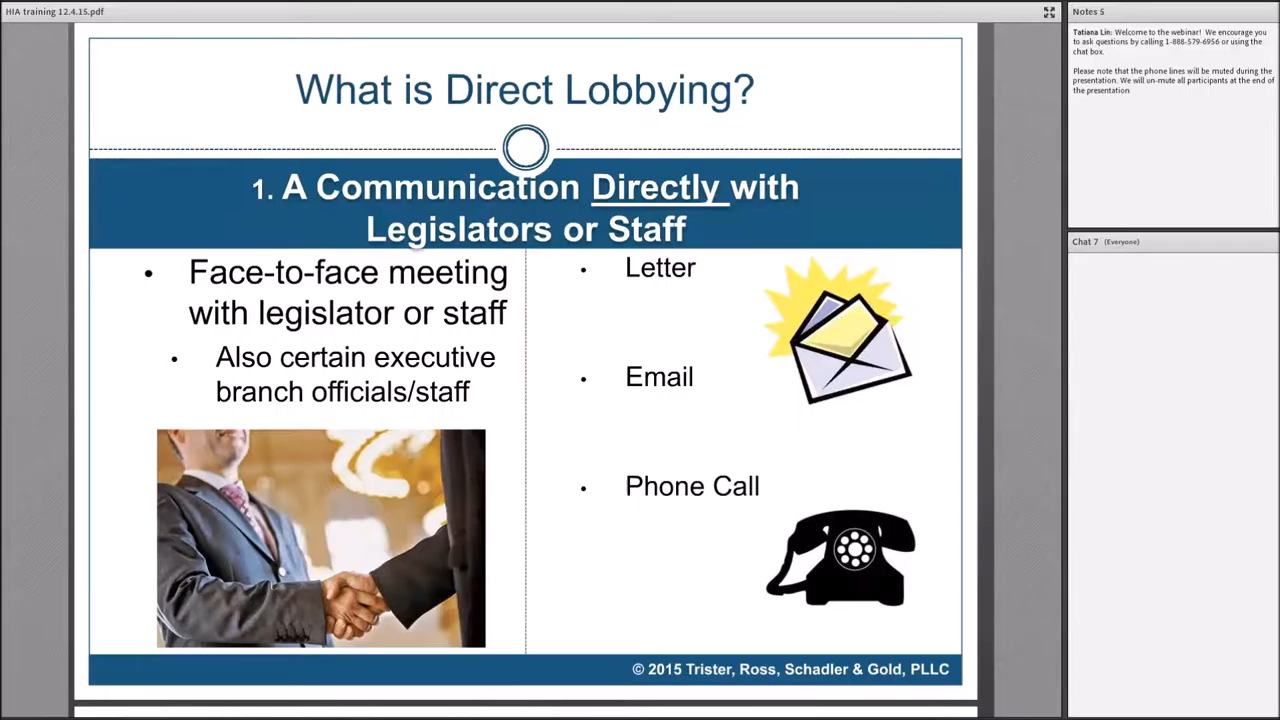 HIA training 12.4.15.pdf
What is Direct Lobbying?
1. A Communication Directly with
Legislators or Staff
• Face-to-face meeting
with legislator or staff
• Also certain executive
branch officials/staff
• Letter
• Email
• Phone Call
© 2015 Trister, Ross, Schadler & Gold, PLLC
Notes 5
Tatiana Lin: Welcome to the webinar! We encourage you
to ask questions by calling 1-888-579-6956 or using the
chat box.
Please note that the phone lines will be muted during the
presentation. We will un-mute all participants at the end of
the presentation
Chat 7 (Everyone)